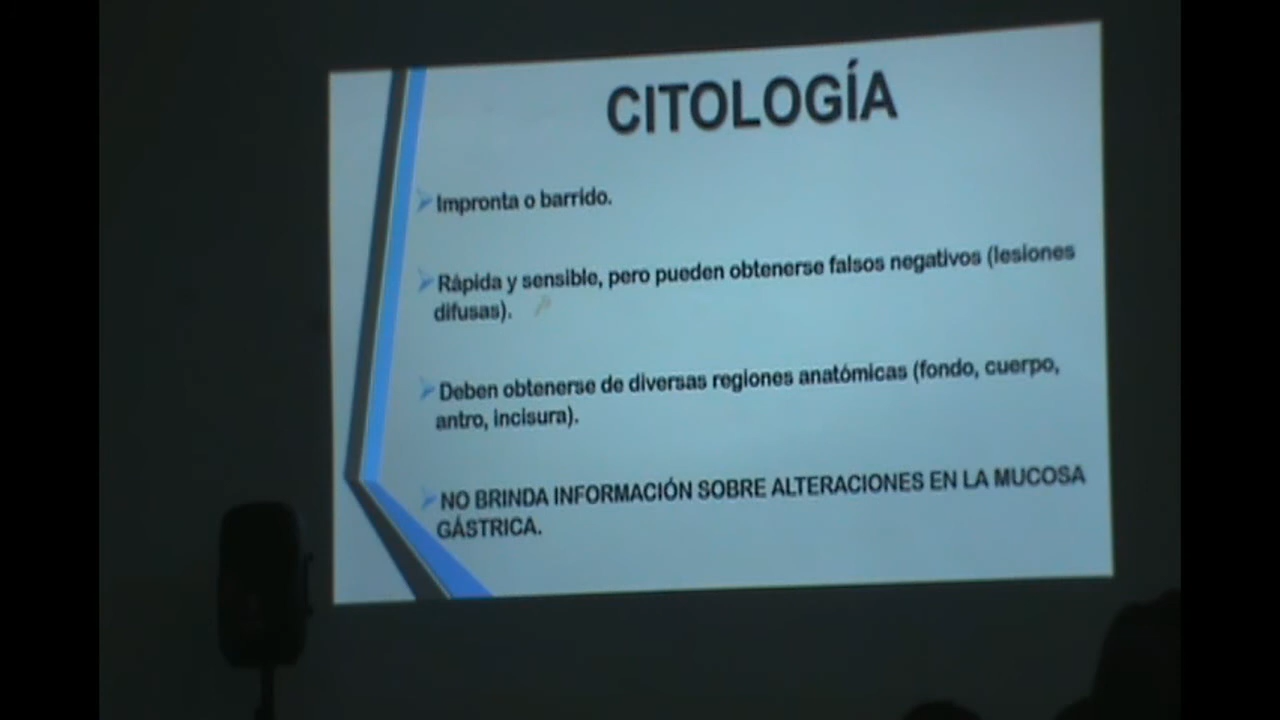 CITOLOGÍA
Impronta o barrido.
Rápida y sensible, pero pueden obtenerse falsos negativos (lesiones
difusas).
Deben obtenerse de diversas regiones anatómicas (fondo, cuerpo,
antro, incisura).
NO BRINDA INFORMACIÓN SOBRE ALTERACIONES EN LA MUCOSA
GÁSTRICA.